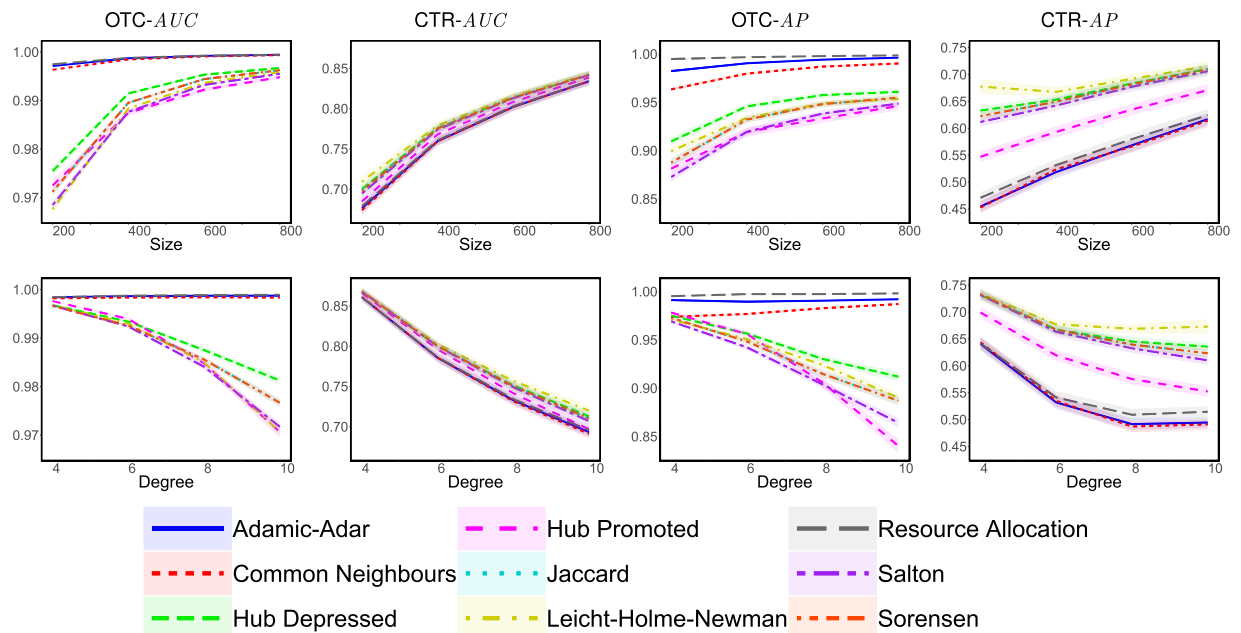 OTC-AUC CTR-AUC OTC-AP CTR-AP
1.00
0.99
0.98
0.97
200 400 600 800
Size
0.85
0.80
0.75
0.70
200 400 600 800
Size
1.00
0.95
0.90
0.85
200 400 600 800
Size
0.75
0.70
0.65
0.60
0.55
0.50
0.45
200 400 600 800
Size
1.00
0.99
0.98
0.97
4 6 8 10
Degree
0.85
0.80
0.75
0.70
4 6 8 10
Degree
1.00
0.95
0.90
0.85
4 6 8 10
Degree
0.75
0.70
0.65
0.60
0.55
0.50
0.45
4 6 8 10
Degree
Adamic-Adar Hub Promoted Resource Allocation
Common Neighbours Jaccard Salton
Hub Depressed Leicht-Holme-Newman Sorensen